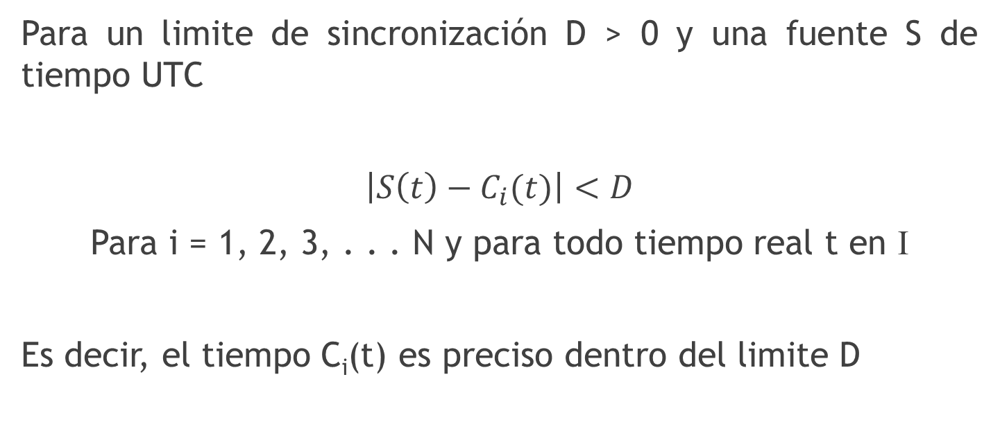 Para un limite de sincronización D > 0 y una fuente S de
tiempo UTC
|S(t) − C_i(t)| < D
Para i = 1, 2, 3, . . . N y para todo tiempo real t en I
Es decir, el tiempo C_i(t) es preciso dentro del limite D